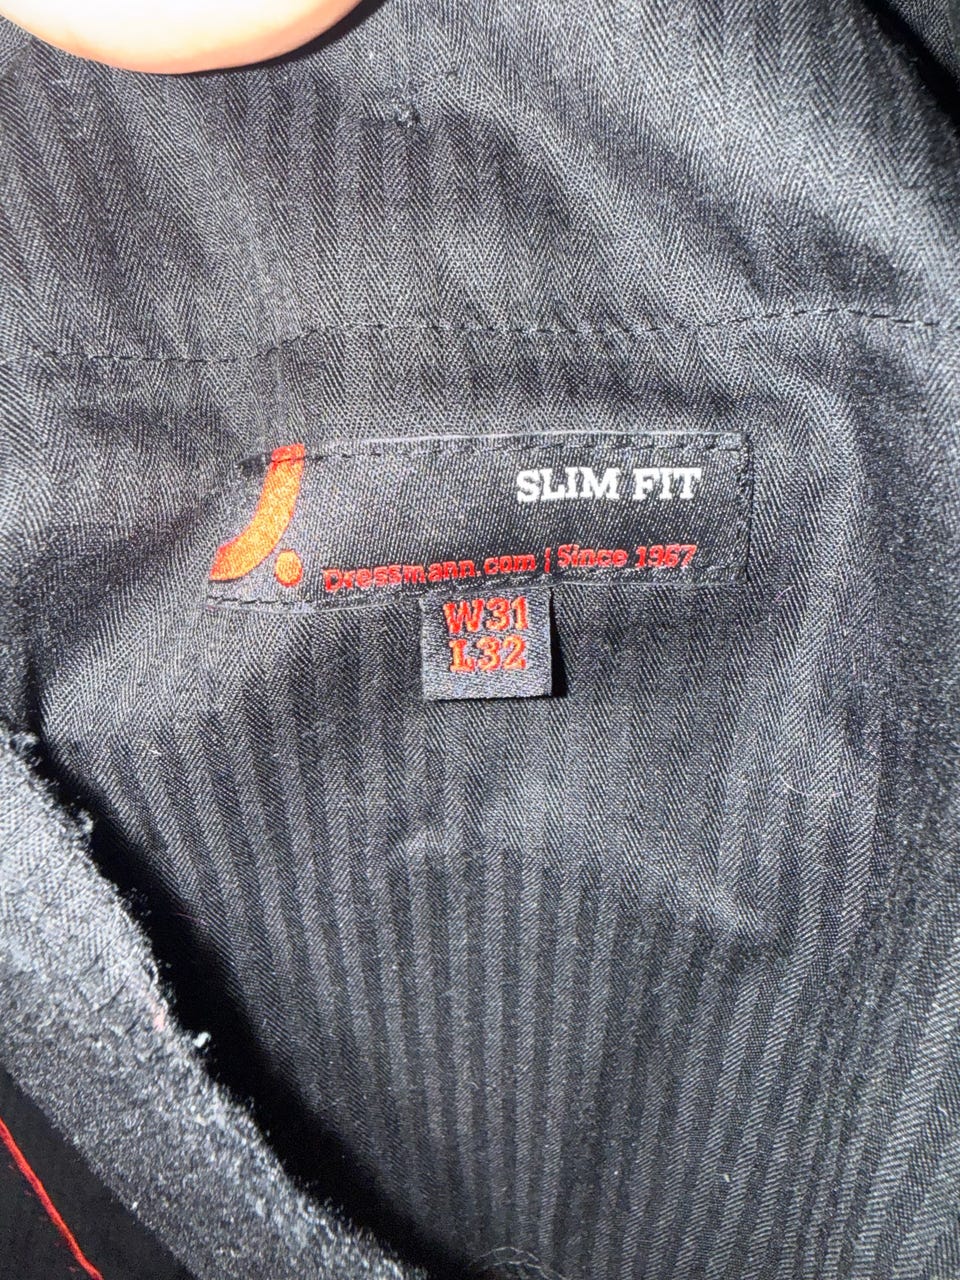 SLIM FIT
Dressmann.com | Since 1967
W31
L32